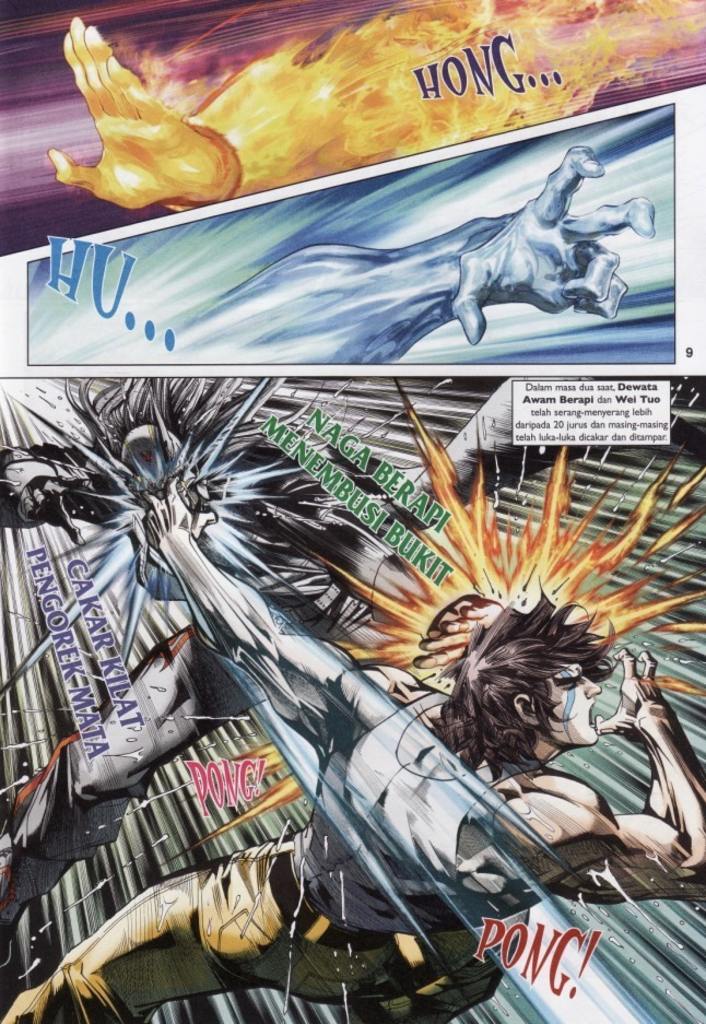 HONG...
HU...
9
Dalam masa dua saat, Dewata
Awam Berapi dan Wei Tuo
telah serang-menyerang lebih
daripada 20 jurus dan masing-masing
telah luka-luka dicakar dan ditampar.
NAGA BERAPI
MENEMBUSI BUKIT
CAKAR KILAT
PENGOREK MATA
PONG!
PONG!